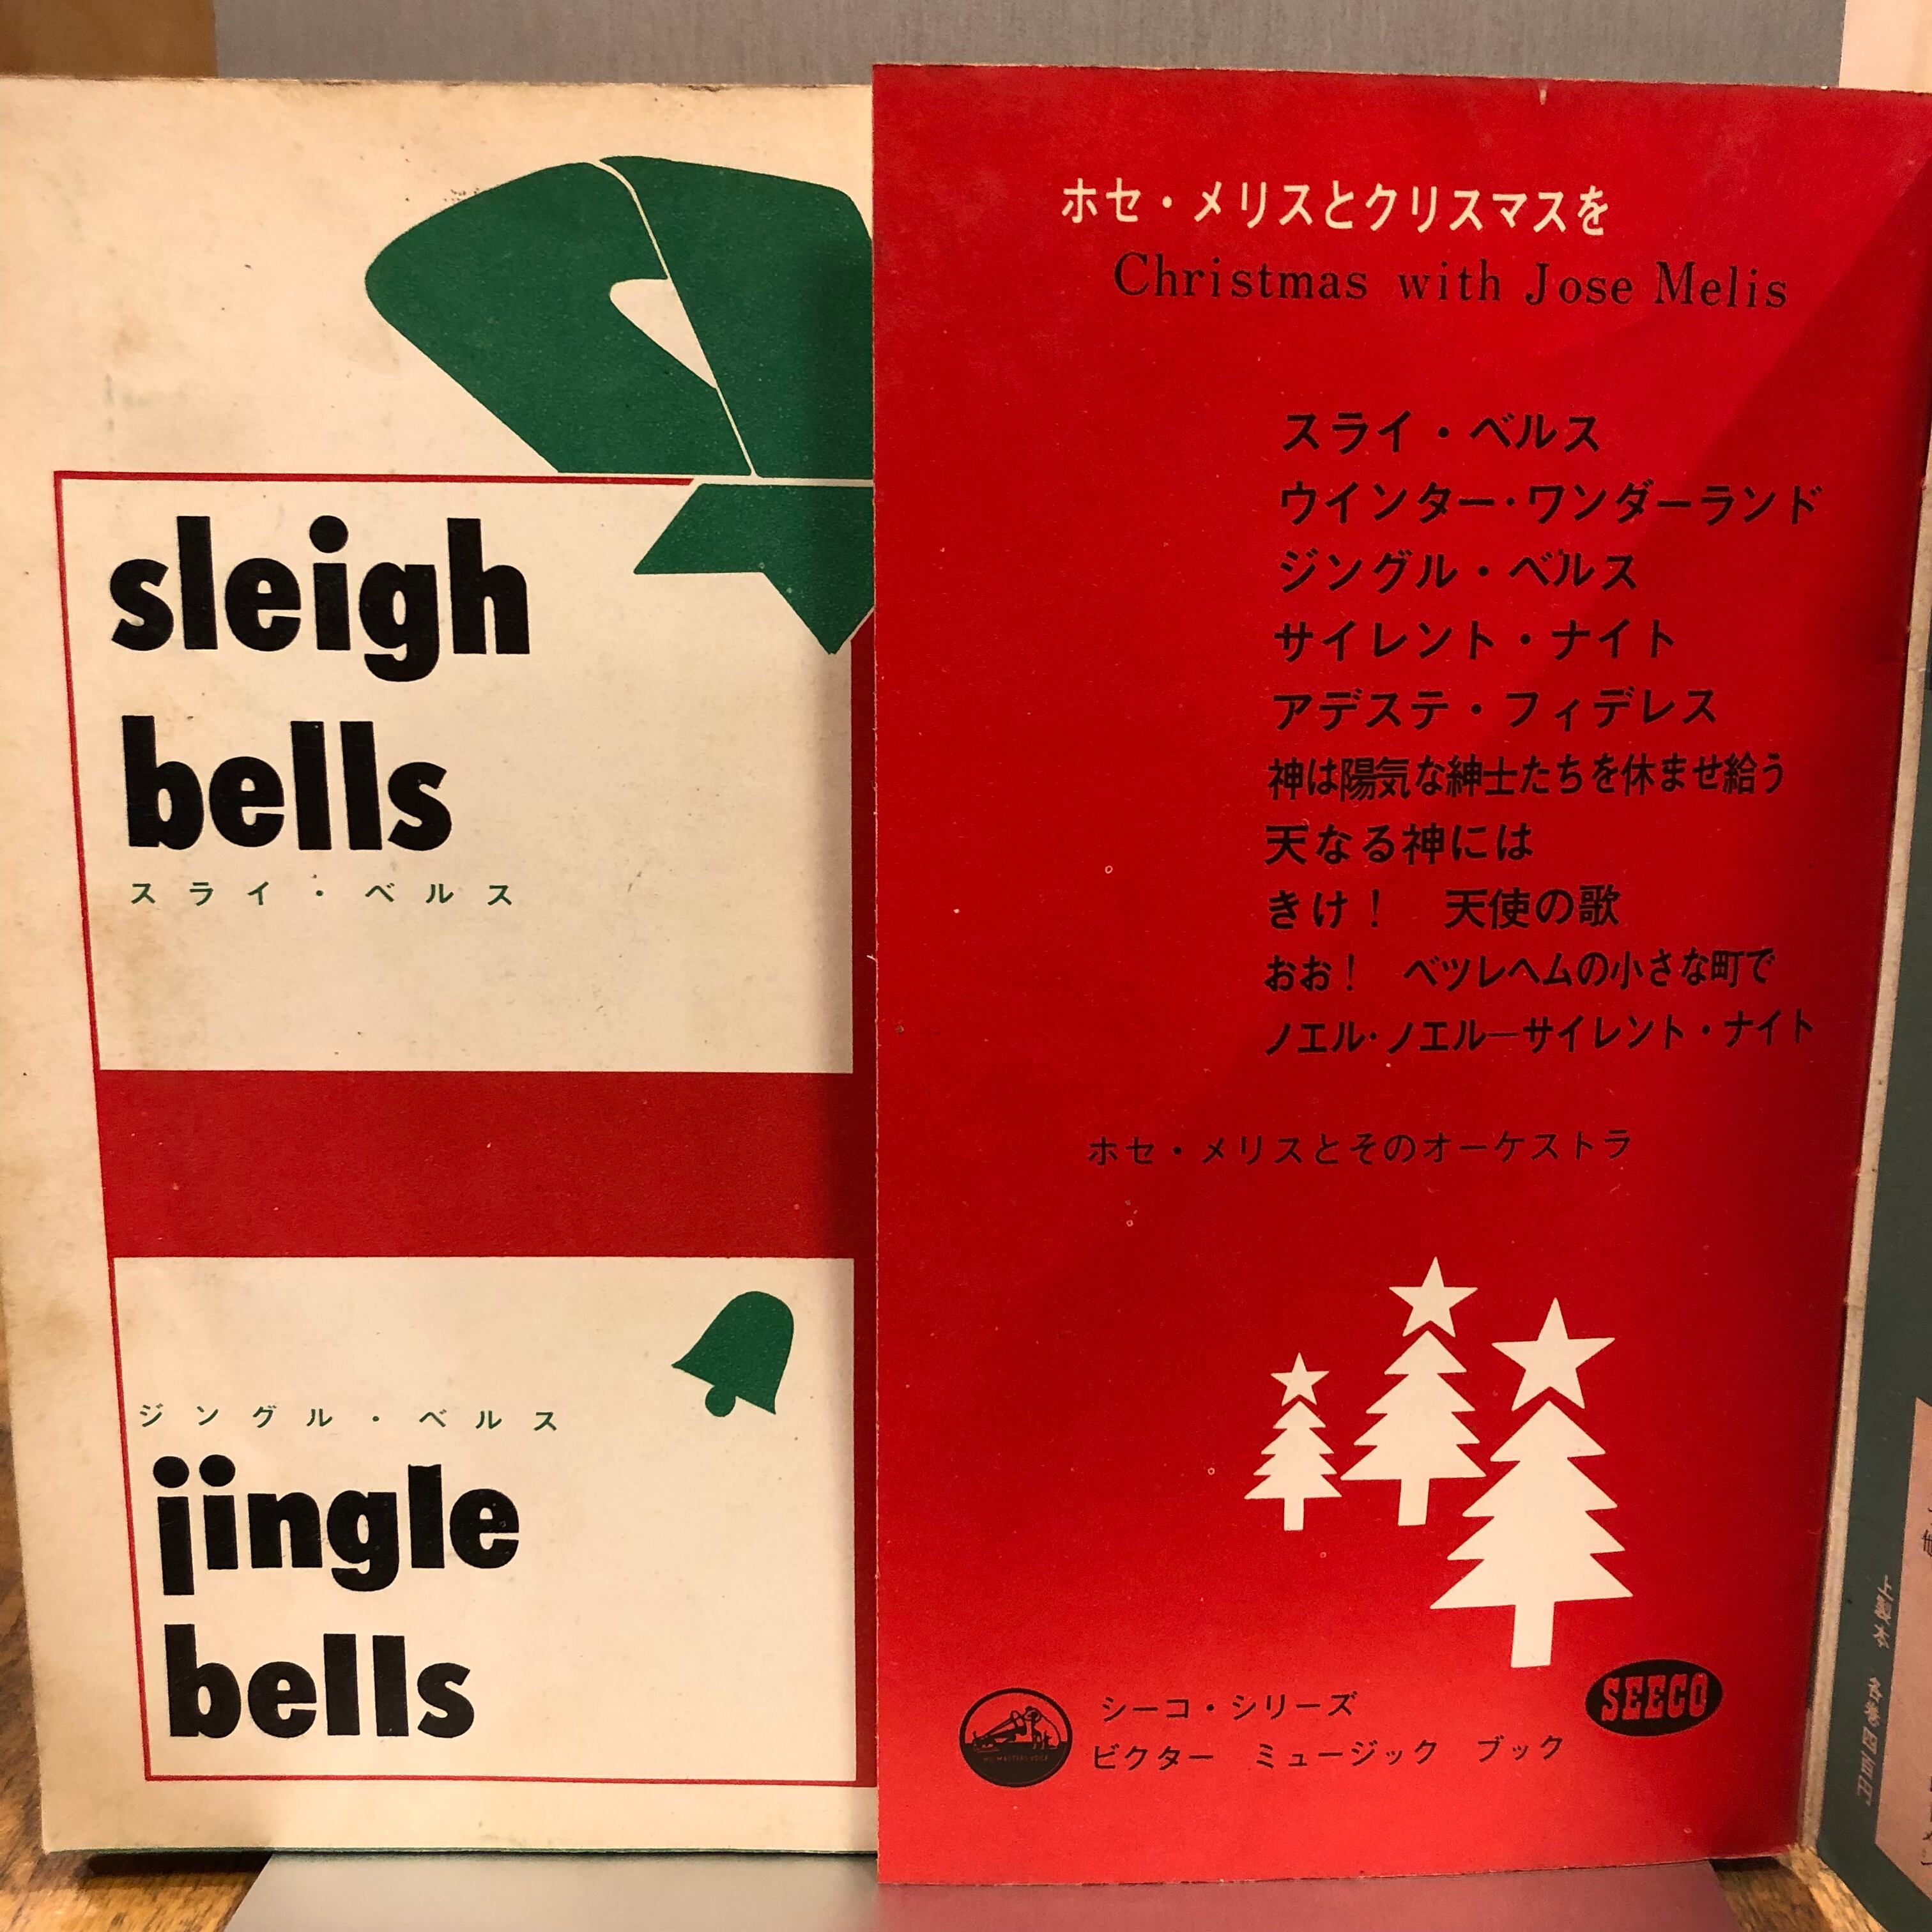 sleigh
bells
スライ・ベルス
ジングル・ベルス
jingle
bells
ホセ・メリスとクリスマスを
Christmas with Jose Melis
スライ・ベルス
ウインター・ワンダーランド
ジングル・ベルス
サイレント・ナイト
アデステ・フィデレス
神は陽気な紳士たちを休ませ給う
天なる神には
きけ！ 天使の歌
おお！ ベツレヘムの小さな町で
ノエル・ノエルーサイレント・ナイト
ホセ・メリスとそのオーケストラ
シーコ・シリーズ
ビクター ミュージック ブック
SEECO